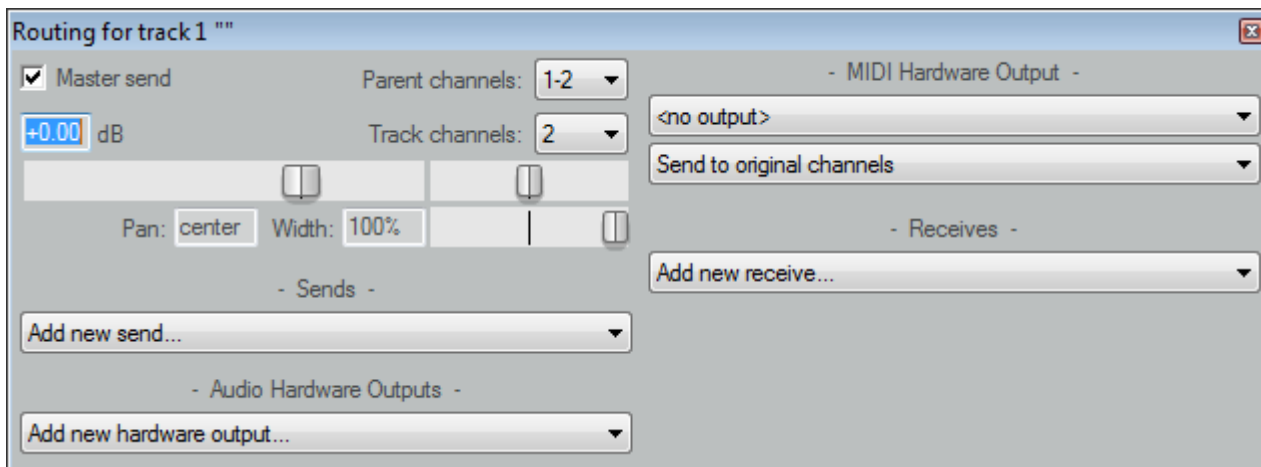 Routing for track 1 ""
Master send
Parent channels: 1-2
+0.00 dB
Track channels: 2
Pan: center Width: 100%
- Sends -
Add new send...
- Audio Hardware Outputs -
Add new hardware output...
- MIDI Hardware Output -
<no output>
Send to original channels
- Receives -
Add new receive...